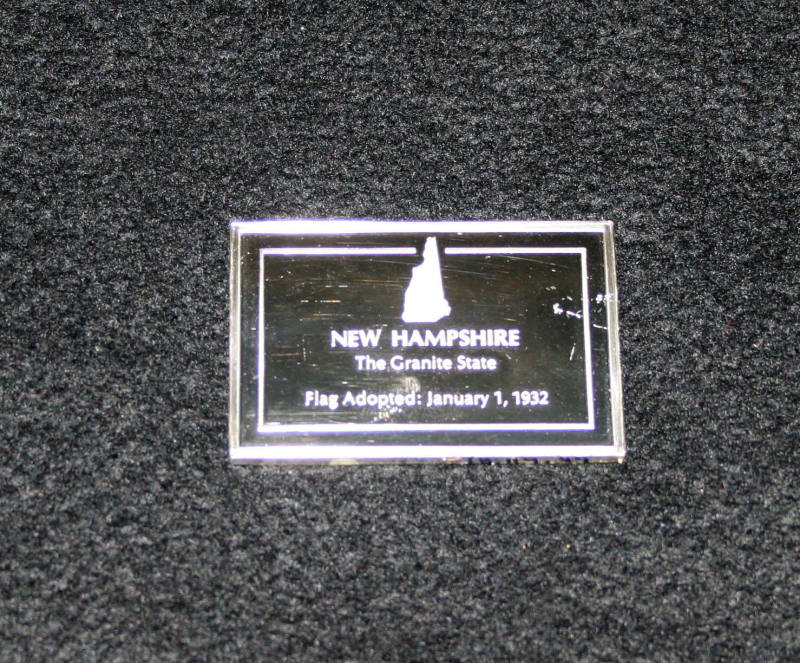 NEW HAMPSHIRE
The Granite State
Flag Adopted: January 1, 1932